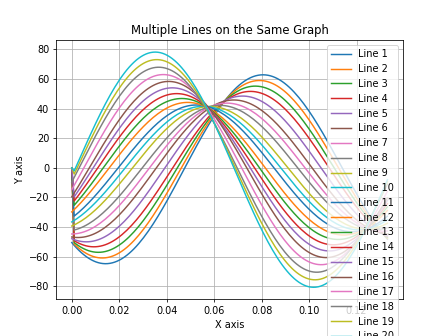 Multiple Lines on the Same Graph
Y axis
80
60
40
20
0
−20
−40
−60
−80
0.00
0.02
0.04
0.06
0.08
0.10
X axis
Line 1
Line 2
Line 3
Line 4
Line 5
Line 6
Line 7
Line 8
Line 9
Line 10
Line 12
Line 13
Line 14
Line 15
Line 16
Line 17
Line 18
Line 19
Line 20